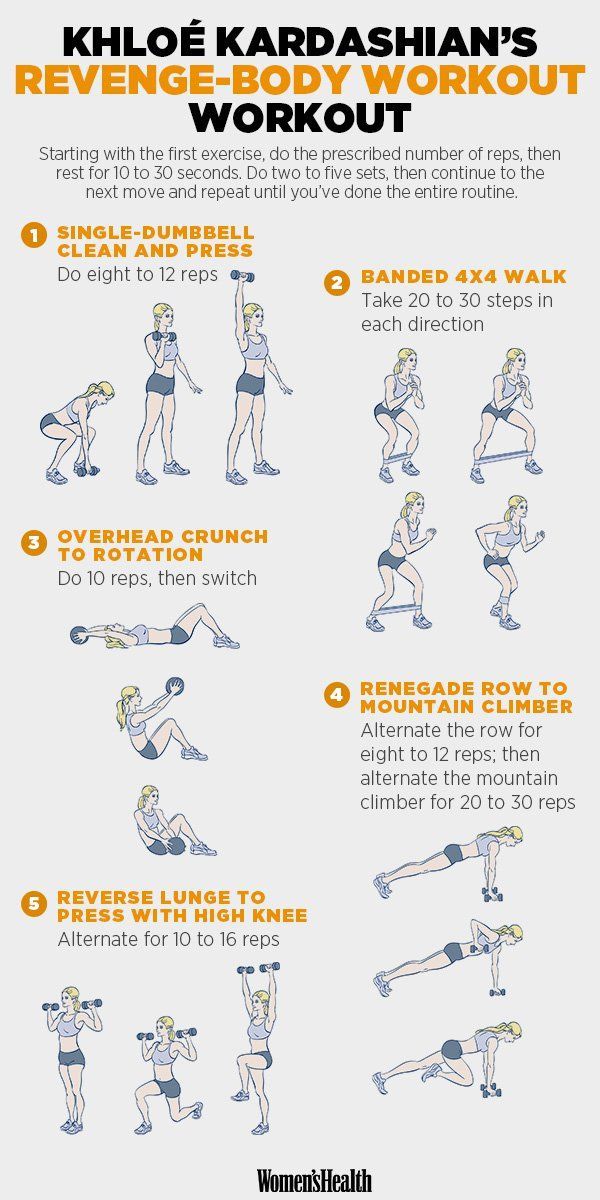 KHLOÉ KARDASHIAN'S
REVENGE-BODY WORKOUT
WORKOUT
Starting with the first exercise, do the prescribed number of reps, then
rest for 10 to 30 seconds. Do two to five sets, then continue to the
next move and repeat until you've done the entire routine.
1 SINGLE-DUMBBELL
CLEAN AND PRESS
Do eight to 12 reps
2 BANDED 4X4 WALK
Take 20 to 30 steps in
each direction
3 OVERHEAD CRUNCH
TO ROTATION
Do 10 reps, then switch
4 RENEGADE ROW TO
MOUNTAIN CLIMBER
Alternate the row for
eight to 12 reps; then
alternate the mountain
climber for 20 to 30 reps
5 REVERSE LUNGE TO
PRESS WITH HIGH KNEE
Alternate for 10 to 16 reps
Women'sHealth